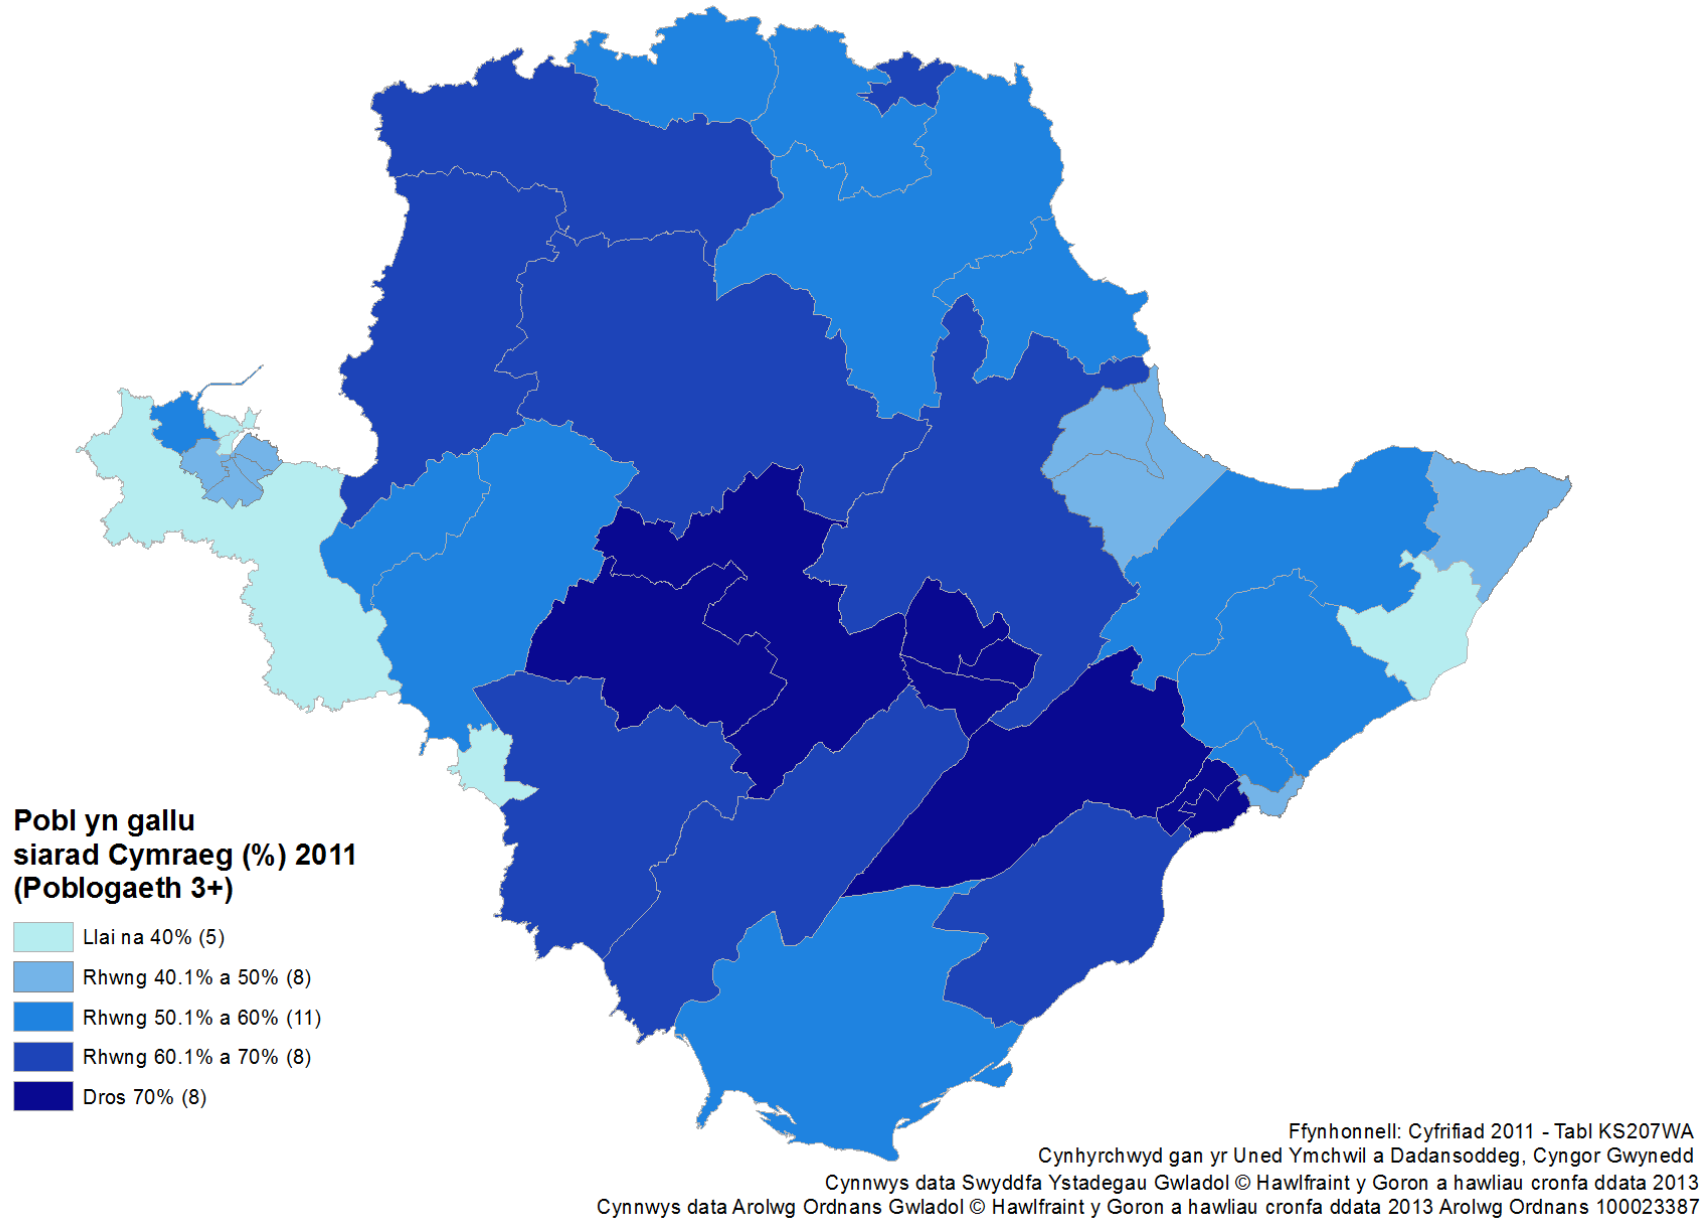 Pobl yn gallu
siarad Cymraeg (%) 2011
(Poblogaeth 3+)
Llai na 40% (5)
Rhwng 40.1% a 50% (8)
Rhwng 50.1% a 60% (11)
Rhwng 60.1% a 70% (8)
Dros 70% (8)
Ffynhonnell: Cyfrifiad 2011 - Tabl KS207WA
Cynhyrchwyd gan yr Uned Ymchwil a Dadansoddeg, Cyngor Gwynedd
Cynnwys data Swyddfa Ystadegau Gwladol © Hawlfraint y Goron a hawliau cronfa ddata 2013
Cynnwys data Arolwg Ordnans Gwladol © Hawlfraint y Goron a hawliau cronfa ddata 2013 Arolwg Ordnans 100023387